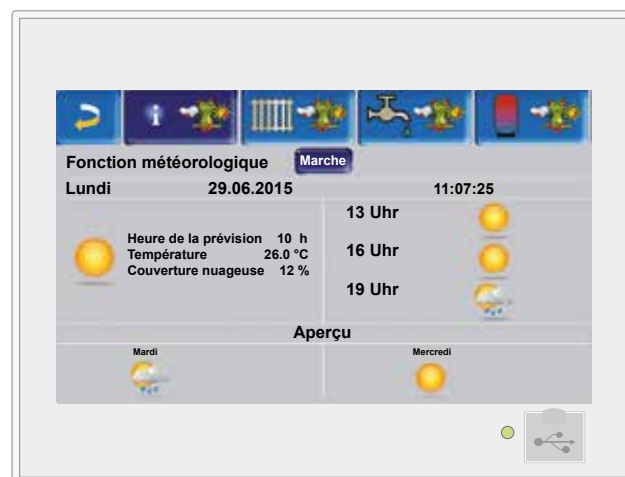 Fonction météorologique Marche
Lundi 29.06.2015 11:07:25
Heure de la prévision 10 h
Température 26.0 °C
Couverture nuageuse 12 %
13 Uhr
16 Uhr
19 Uhr
Aperçu
Mardi Mercredi